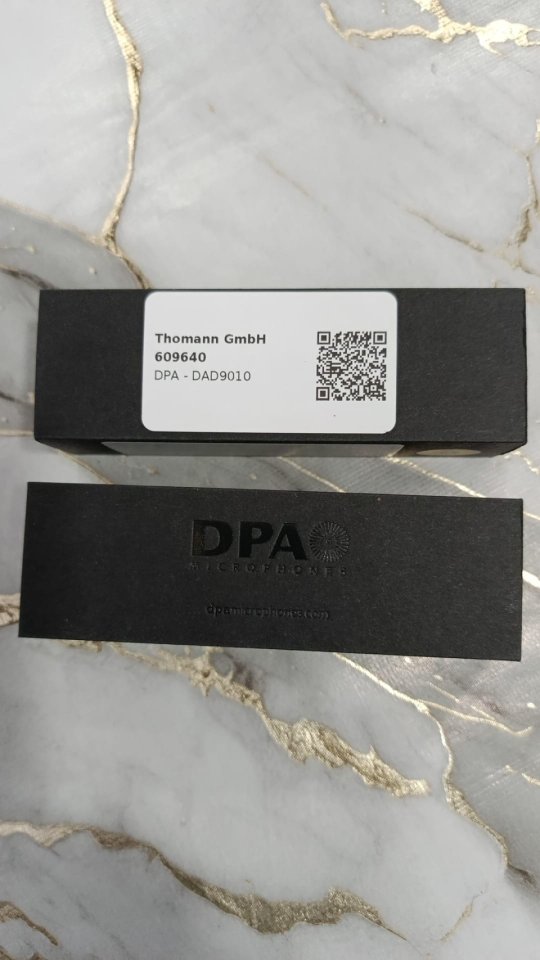 Thomann GmbH
609640
DPA - DAD9010
DPA
MICROPHONES
dpamicrophones.com